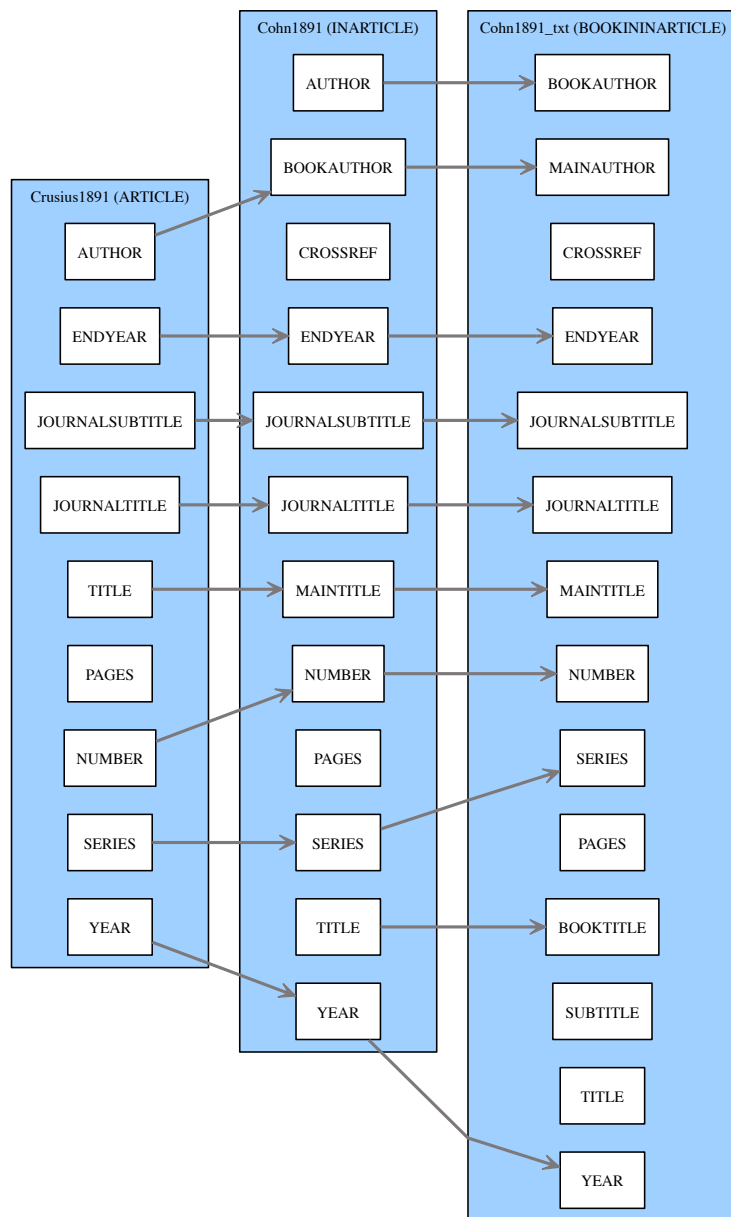 Crusius1891 (ARTICLE)
AUTHOR
ENDYEAR
JOURNALSUBTITLE
JOURNALTITLE
TITLE
PAGES
NUMBER
SERIES
YEAR
Cohn1891 (INARTICLE)
AUTHOR
BOOKAUTHOR
CROSSREF
ENDYEAR
JOURNALSUBTITLE
JOURNALTITLE
MAINTITLE
NUMBER
PAGES
SERIES
TITLE
YEAR
Cohn1891_txt (BOOKININARTICLE)
BOOKAUTHOR
MAINAUTHOR
CROSSREF
ENDYEAR
JOURNALSUBTITLE
JOURNALTITLE
MAINTITLE
NUMBER
SERIES
PAGES
BOOKTITLE
SUBTITLE
TITLE
YEAR